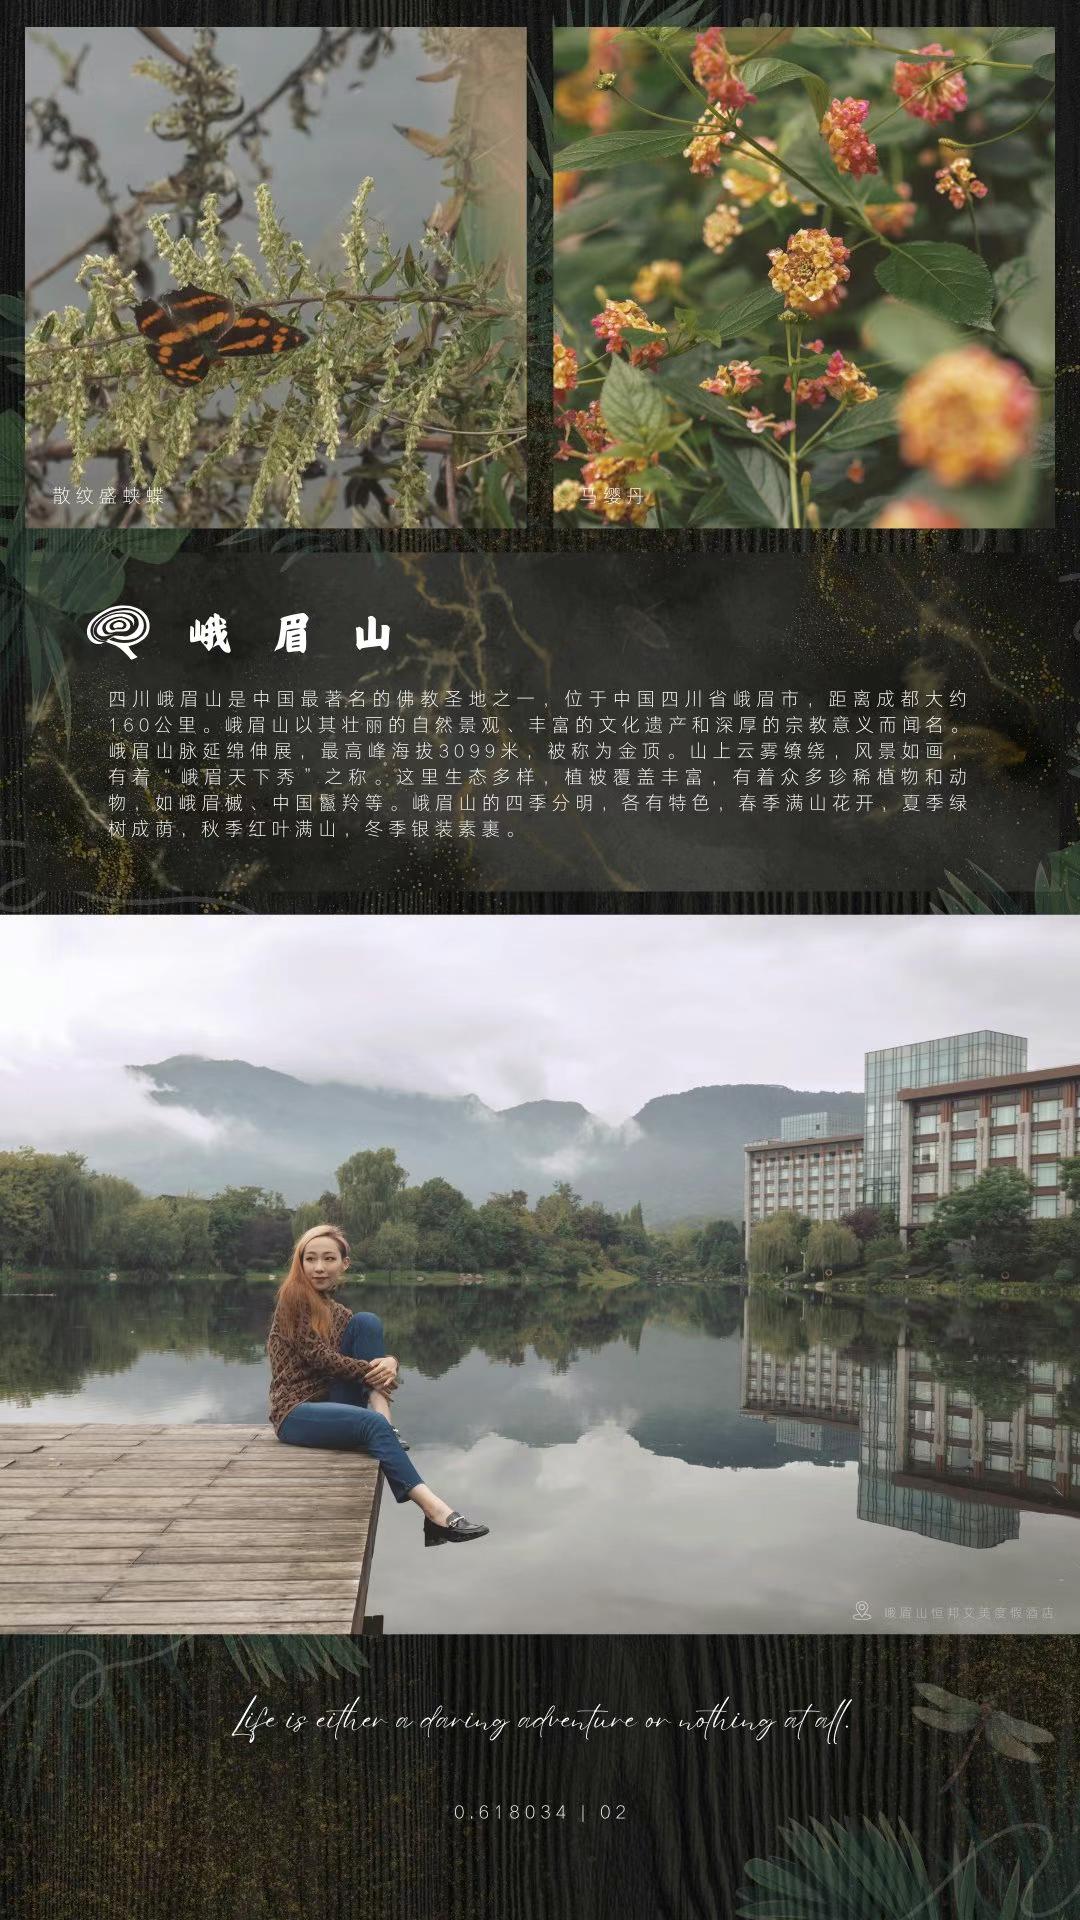 散纹盛蛱蝶
马缨丹
峨眉山
四川峨眉山是中国最著名的佛教圣地之一，位于中国四川省峨眉市，距离成都大约
160公里。峨眉山以其壮丽的自然景观、丰富的文化遗产和深厚的宗教意义而闻名。
峨眉山脉延绵伸展，最高峰海拔3099米，被称为金顶。山上云雾缭绕，风景如画，
有着“峨眉天下秀”之称。这里生态多样，植被覆盖丰富，有着众多珍稀植物和动
物，如峨眉槭、中国鬣羚等。峨眉山的四季分明，各有特色，春季满山花开，夏季绿
树成荫，秋季红叶满山，冬季银装素裹。
峨眉山恒邦艾美度假酒店
Life is either a daring adventure or nothing at all.
0.618034 | 02